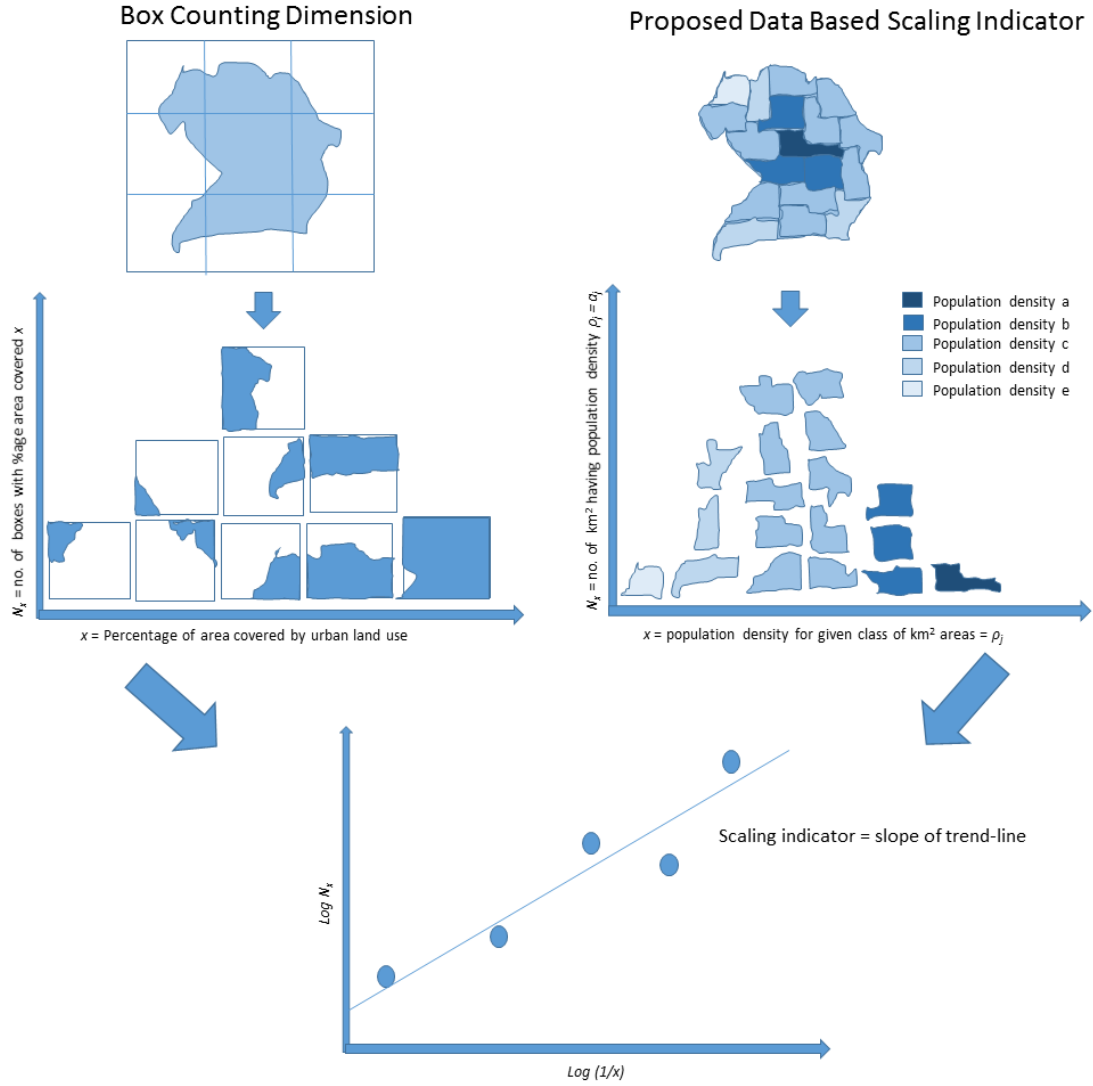 Box Counting Dimension
Proposed Data Based Scaling Indicator
Nₓ = no. of boxes with %age area covered x
x = Percentage of area covered by urban land use
Nₓ = no. of km² having population density ρⱼ = aⱼ
Population density a
Population density b
Population density c
Population density d
Population density e
x = population density for given class of km² areas = ρⱼ
Log Nₓ
Scaling indicator = slope of trend-line
Log (1/x)